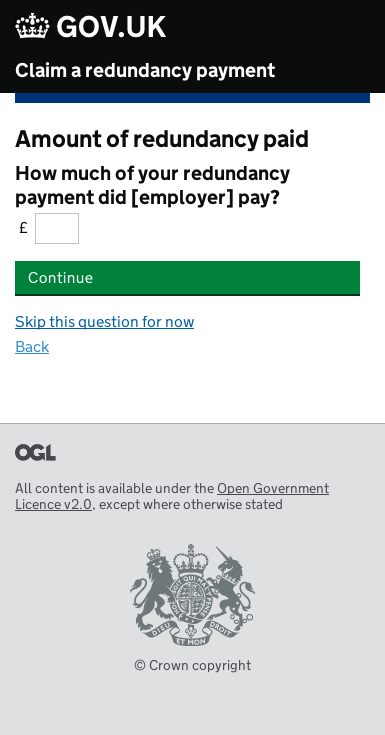 GOV.UK
Claim a redundancy payment
Amount of redundancy paid
How much of your redundancy
payment did [employer] pay?
£
Continue
Skip this question for now
Back
OGL
All content is available under the Open Government
Licence v2.0, except where otherwise stated
DIEU ET MON DROIT
© Crown copyright